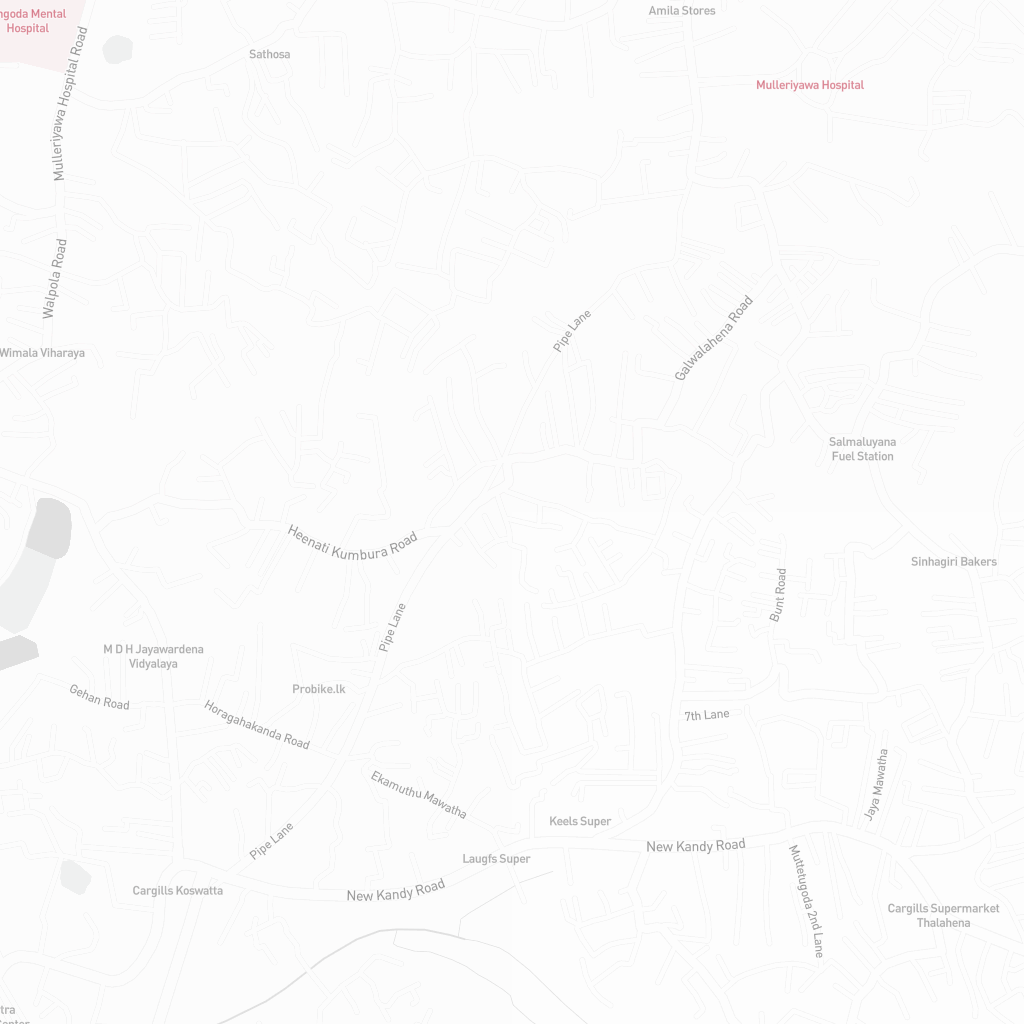 Hospital
Amila Stores
Sathosa
Mulleriyawa Hospital
Mulleriyawa Hospital Road
Walpola Road
Wimala Viharaya
Pipe Lane
Galwalahena Road
Salmaluyana
Fuel Station
Heenati Kumbura Road
Sinhagiri Bakers
Bunt Road
Pipe Lane
M D H Jayawardena
Vidyalaya
Gehan Road
Probike.lk
Horagahakanda Road
7th Lane
Ekamuthu Mawatha
Jaya Mawatha
Keels Super
Pipe Lane
New Kandy Road
Laugfs Super
Muttetugoda 2nd Lane
Cargills Koswatta
New Kandy Road
Cargills Supermarket
Thalahena